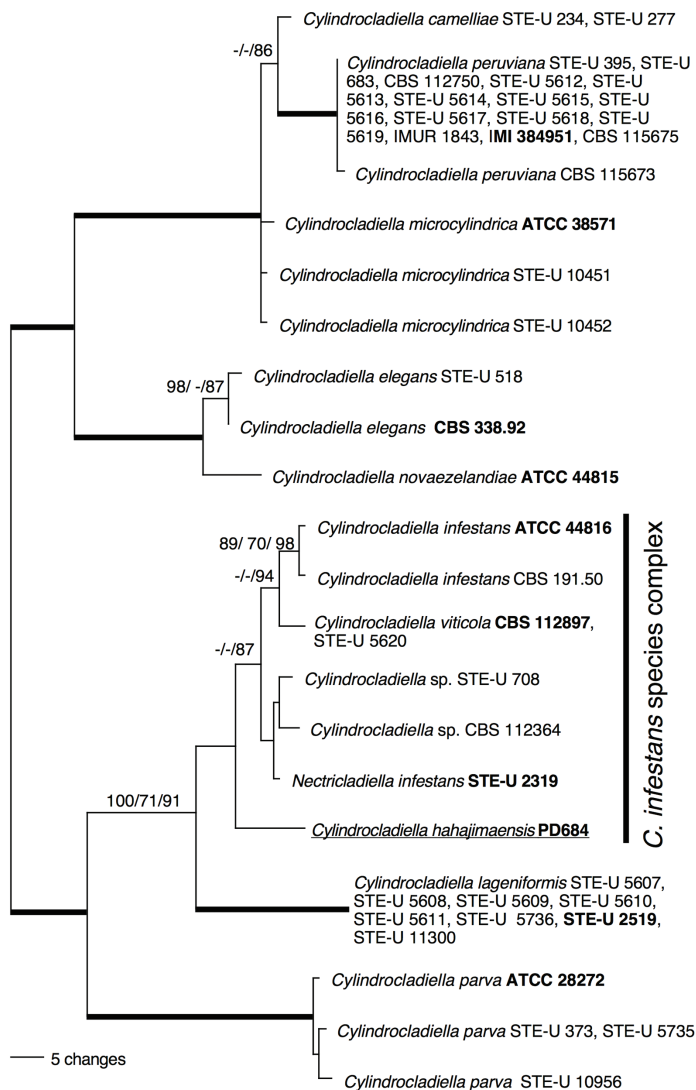 Cylindrocladiella camelliae STE-U 234, STE-U 277
-/-/86
Cylindrocladiella peruviana STE-U 395, STE-U
683, CBS 112750, STE-U 5612, STE-U
5613, STE-U 5614, STE-U 5615, STE-U
5616, STE-U 5617, STE-U 5618, STE-U
5619, IMUR 1843, IMI 384951, CBS 115675
Cylindrocladiella peruviana CBS 115673
Cylindrocladiella microcylindrica ATCC 38571
Cylindrocladiella microcylindrica STE-U 10451
Cylindrocladiella microcylindrica STE-U 10452
Cylindrocladiella elegans STE-U 518
98/ -/87
Cylindrocladiella elegans CBS 338.92
Cylindrocladiella novaezelandiae ATCC 44815
Cylindrocladiella infestans ATCC 44816
89/ 70/ 98
Cylindrocladiella infestans CBS 191.50
-/-/94
Cylindrocladiella viticola CBS 112897,
STE-U 5620
-/-/87
Cylindrocladiella sp. STE-U 708
Cylindrocladiella sp. CBS 112364
Nectricladiella infestans STE-U 2319
100/71/91
Cylindrocladiella hahajimaensis PD684
C. infestans species complex
Cylindrocladiella lageniformis STE-U 5607,
STE-U 5608, STE-U 5609, STE-U 5610,
STE-U 5611, STE-U 5736, STE-U 2519,
STE-U 11300
Cylindrocladiella parva ATCC 28272
Cylindrocladiella parva STE-U 373, STE-U 5735
5 changes
Cylindrocladiella parva STE-U 10956